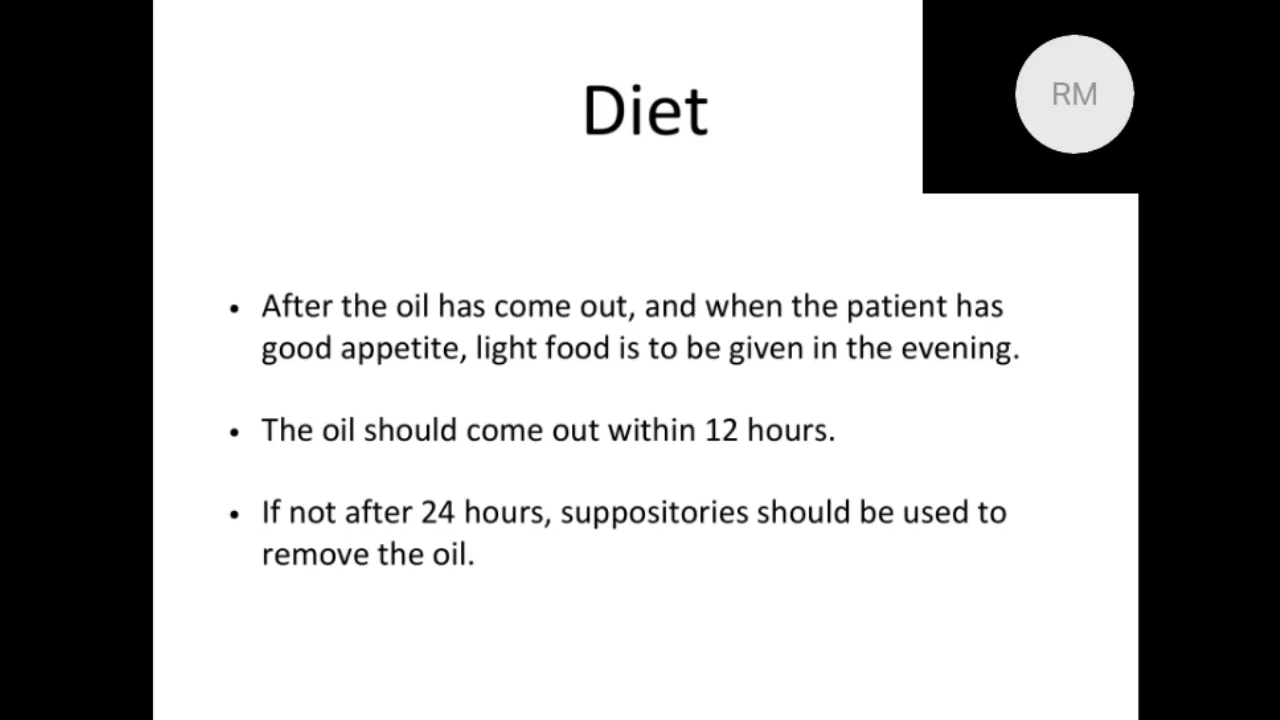 Diet
RM
• After the oil has come out, and when the patient has
good appetite, light food is to be given in the evening.
• The oil should come out within 12 hours.
• If not after 24 hours, suppositories should be used to
remove the oil.